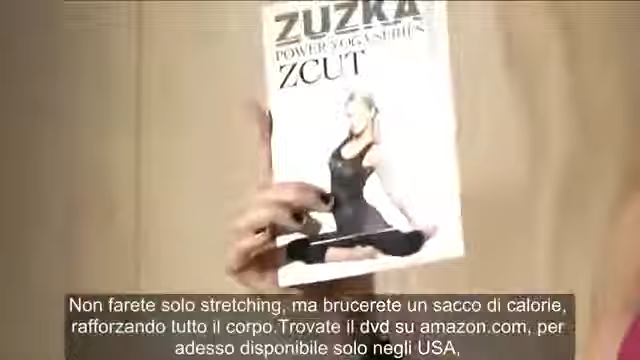 ZUZKA
POWER YOGA SERIES
ZCUT
Non farete solo stretching, ma brucerete un sacco di calorie,
rafforzando tutto il corpo.Trovate il dvd su amazon.com, per
adesso disponibile solo negli USA,